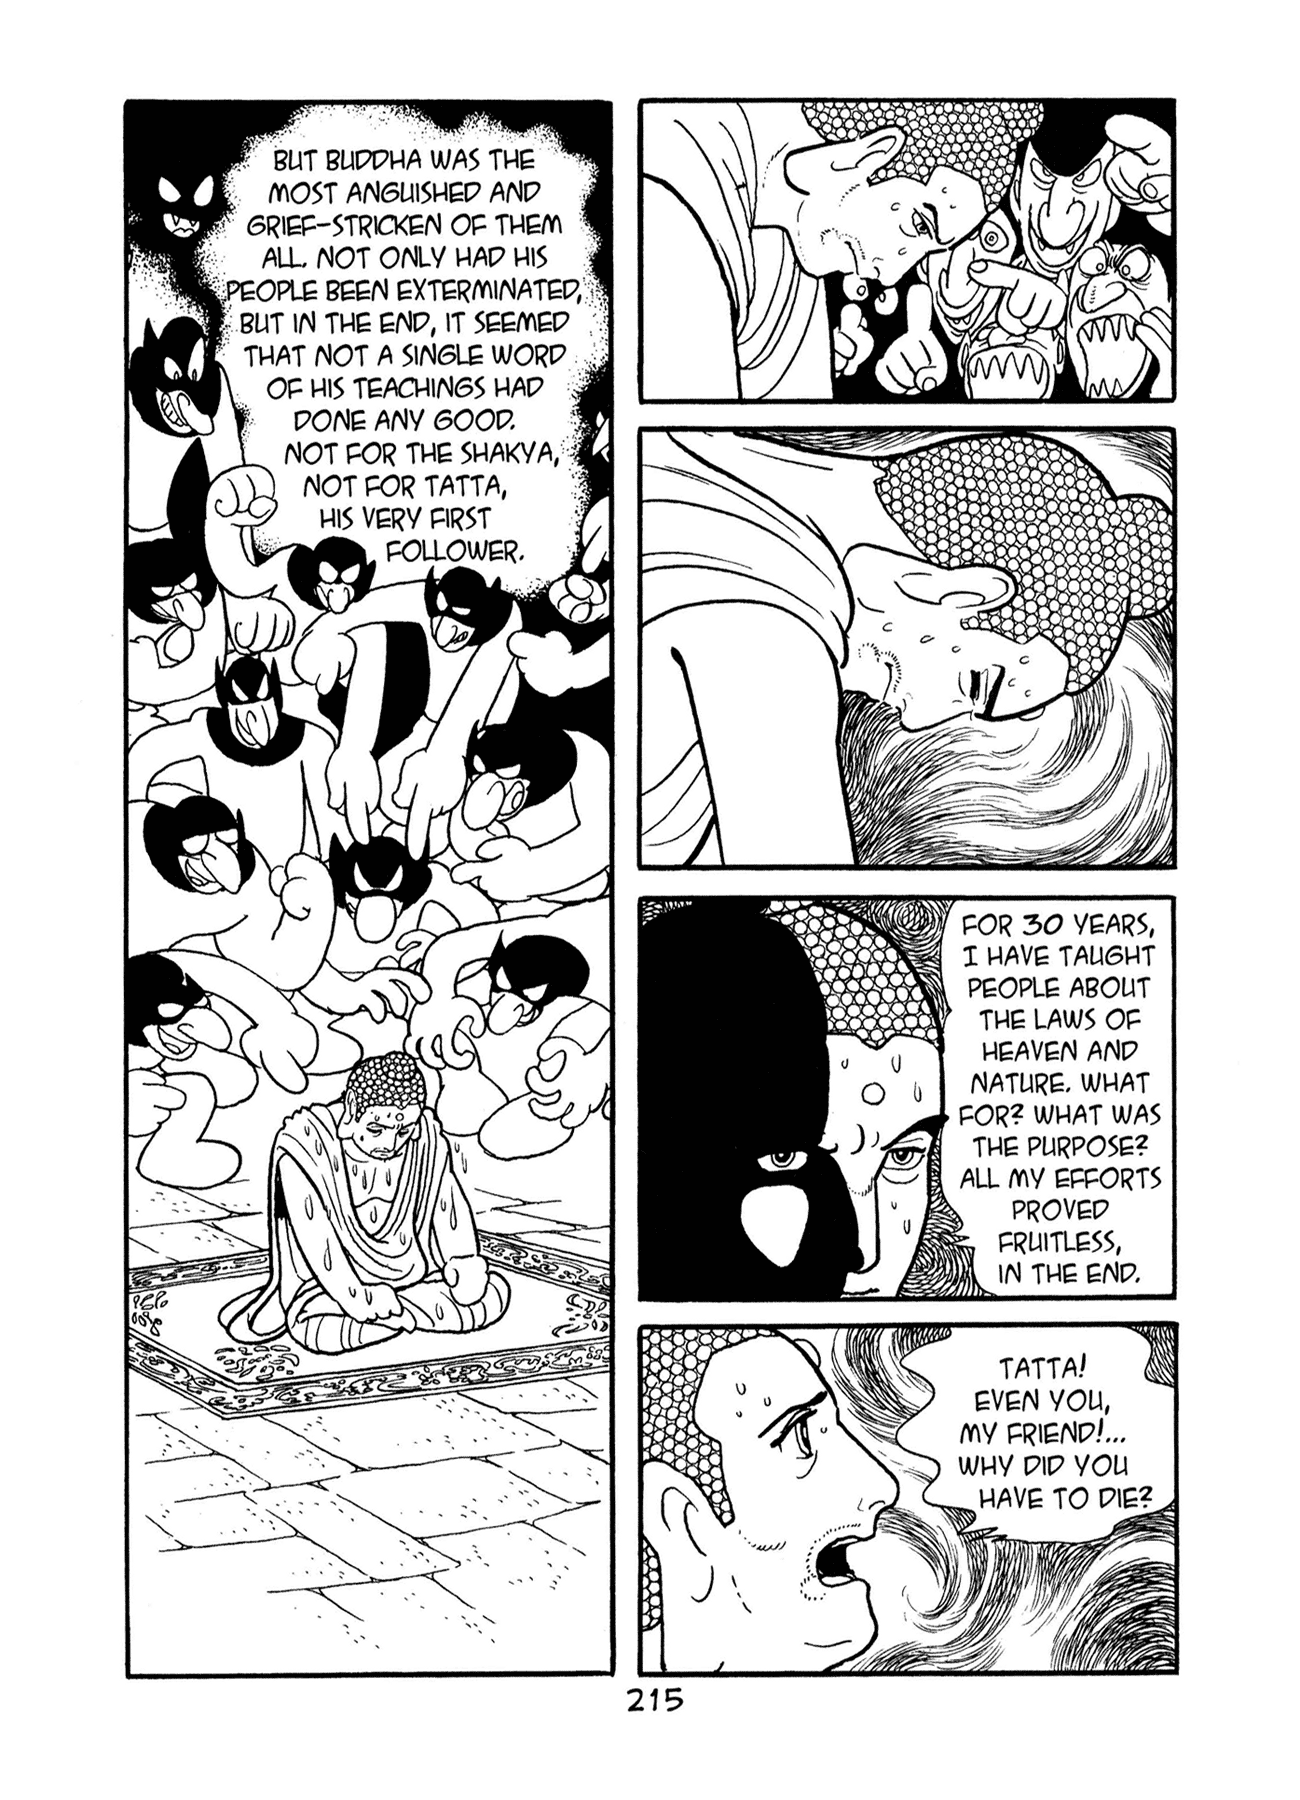 BUT BUDDHA WAS THE
MOST ANGUISHED AND
GRIEF-STRICKEN OF THEM
ALL. NOT ONLY HAD HIS
PEOPLE BEEN EXTERMINATED,
BUT IN THE END, IT SEEMED
THAT NOT A SINGLE WORD
OF HIS TEACHINGS HAD
DONE ANY GOOD.
NOT FOR THE SHAKYA,
NOT FOR TATTA,
HIS VERY FIRST
FOLLOWER.
FOR 30 YEARS,
I HAVE TAUGHT
PEOPLE ABOUT
THE LAWS OF
HEAVEN AND
NATURE. WHAT
FOR? WHAT WAS
THE PURPOSE?
ALL MY EFFORTS
PROVED
FRUITLESS,
IN THE END.
TATTA!
EVEN YOU,
MY FRIEND!...
WHY DID YOU
HAVE TO DIE?
215